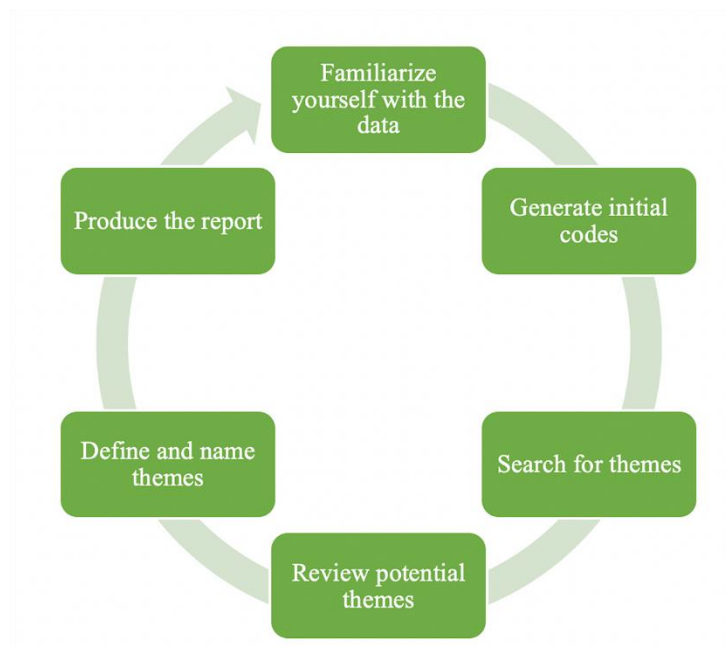 Familiarize
yourself with the
data
Generate initial
codes
Search for themes
Review potential
themes
Define and name
themes
Produce the report